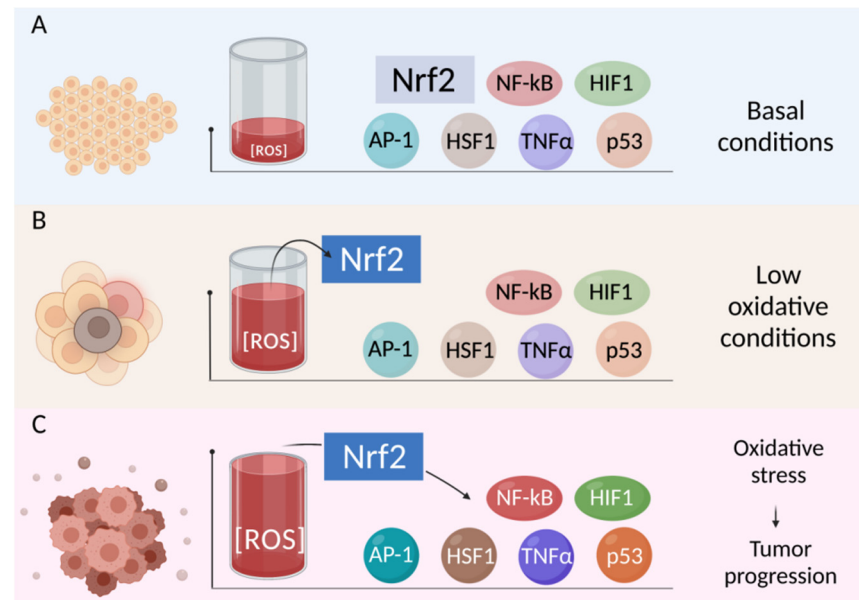 A
Nrf2
NF-kB
HIF1
AP-1
HSF1
TNFα
p53
[ROS]
Basal
conditions
B
Nrf2
NF-kB
HIF1
[ROS]
AP-1
HSF1
TNFα
p53
Low
oxidative
conditions
C
Nrf2
NF-kB
HIF1
[ROS]
AP-1
HSF1
TNFα
p53
Oxidative
stress
Tumor
progression